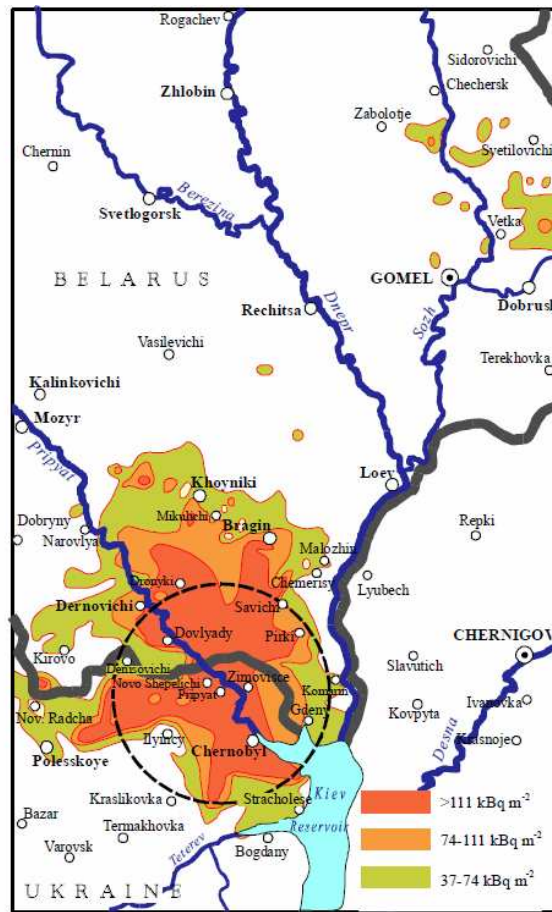 Rogachev
Sidorovichi
Chechersk
Zhlobin
Zabolotje
Chernin
Svyetilovichi
Svetlogorsk
Berezina
Vetka
BELARUS
GOMEL
Dobrush
Rechitsa
Dnepr
Sozh
Vasilevichi
Terekhovka
Kalinkovichi
Mozyr
Pripyat
Loev
Khoyniki
Mikulichi
Dobryny
Narovlya
Bragin
Repki
Malozhin
Dronyki
Chemerisy
Lyubech
Dernovichi
Savichi
Dovlyady
Pirki
CHERNIGOV
Kirovo
Denisovichi
Slavutich
Novo Shepelichi
Zimovisce
Komarin
Pripyat
Nov. Radcha
Gdeny
Kovpyta
Ivanovka
Ilyincy
Chernobyl
Desna
Krasnoje
Polesskoye
Kraslikovka
Stracholese
Kiev
>111 kBq m-2
Bazar
Termakhovka
Reservoir
74-111 kBq m-2
Varovsk
Teterev
Bogdany
37-74 kBq m-2
UKRAINE